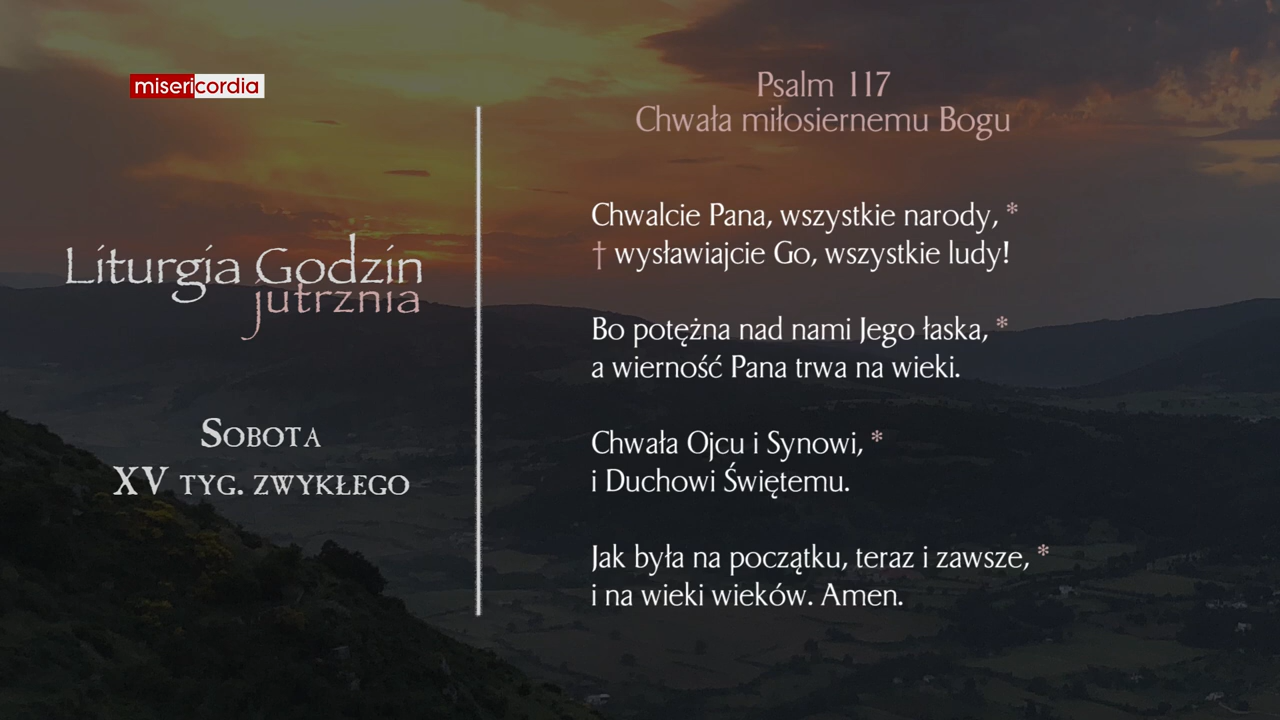 misericordia
Liturgia Godzin
jutrznia
Sobota
XV tyg. zwykłego
Psalm 117
Chwała miłosiernemu Bogu
Chwalcie Pana, wszystkie narody, *
† wysławiajcie Go, wszystkie ludy!
Bo potężna nad nami Jego łaska, *
a wierność Pana trwa na wieki.
Chwała Ojcu i Synowi, *
i Duchowi Świętemu.
Jak była na początku, teraz i zawsze, *
i na wieki wieków. Amen.